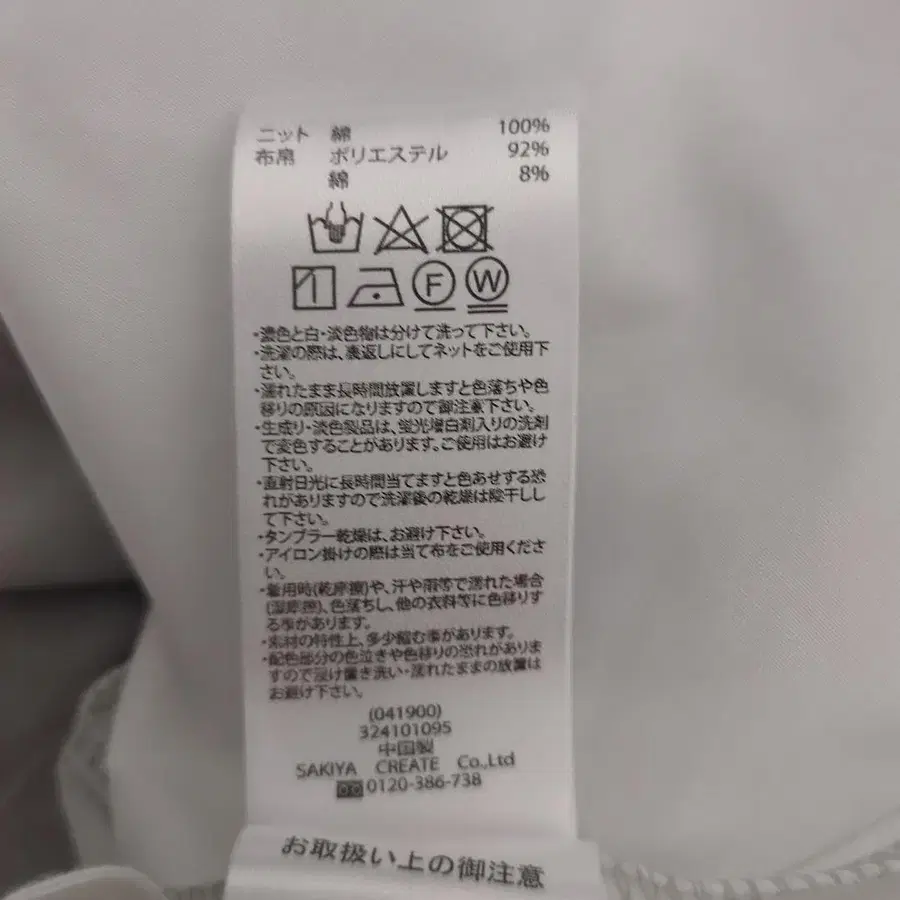 ニット 綿 100%
布帛 ポリエステル 92%
綿 8%
F W
・濃色と白・淡色物は分けて洗って下さい。
・洗濯の際は、裏返しにしてネットをご使用下
さい。
・濡れたまま長時間放置しますと色落ちや色
移りの原因になりますので御注意下さい。
・生成り・淡色製品は、蛍光増白剤入りの洗剤
で変色することがあります。ご使用はお避け
下さい。
・直射日光に長時間当てますと色あせする恐
れがありますので洗濯後の乾燥は陰干しし
て下さい。
・タンブラー乾燥は、お避け下さい。
・アイロン掛けの際は当て布をご使用くださ
い。
・着用時(乾摩擦)や、汗や雨等で濡れた場合
(湿摩擦)、色落ちし、他の衣料等に色移りす
る事があります。
・素材の特性上、多少縮む事があります。
・配色部分の色泣きや色移りの恐れがありま
すので浸け置き洗い・濡れたままの放置は
お避け下さい。
(041900)
324101095
中国製
SAKIYA CREATE Co.,Ltd
0120-386-738
お取扱い上の御注意